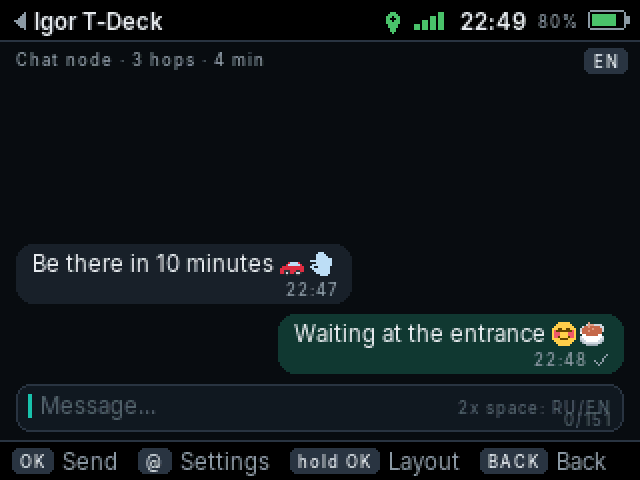 Igor T-Deck 22:49 80%
Chat node · 3 hops · 4 min EN
Be there in 10 minutes 🚗💨
22:47
Waiting at the entrance 😊☕
22:48 ✓
Message... 2x space: RU/EN
0/151
OK Send @ Settings hold OK Layout BACK Back